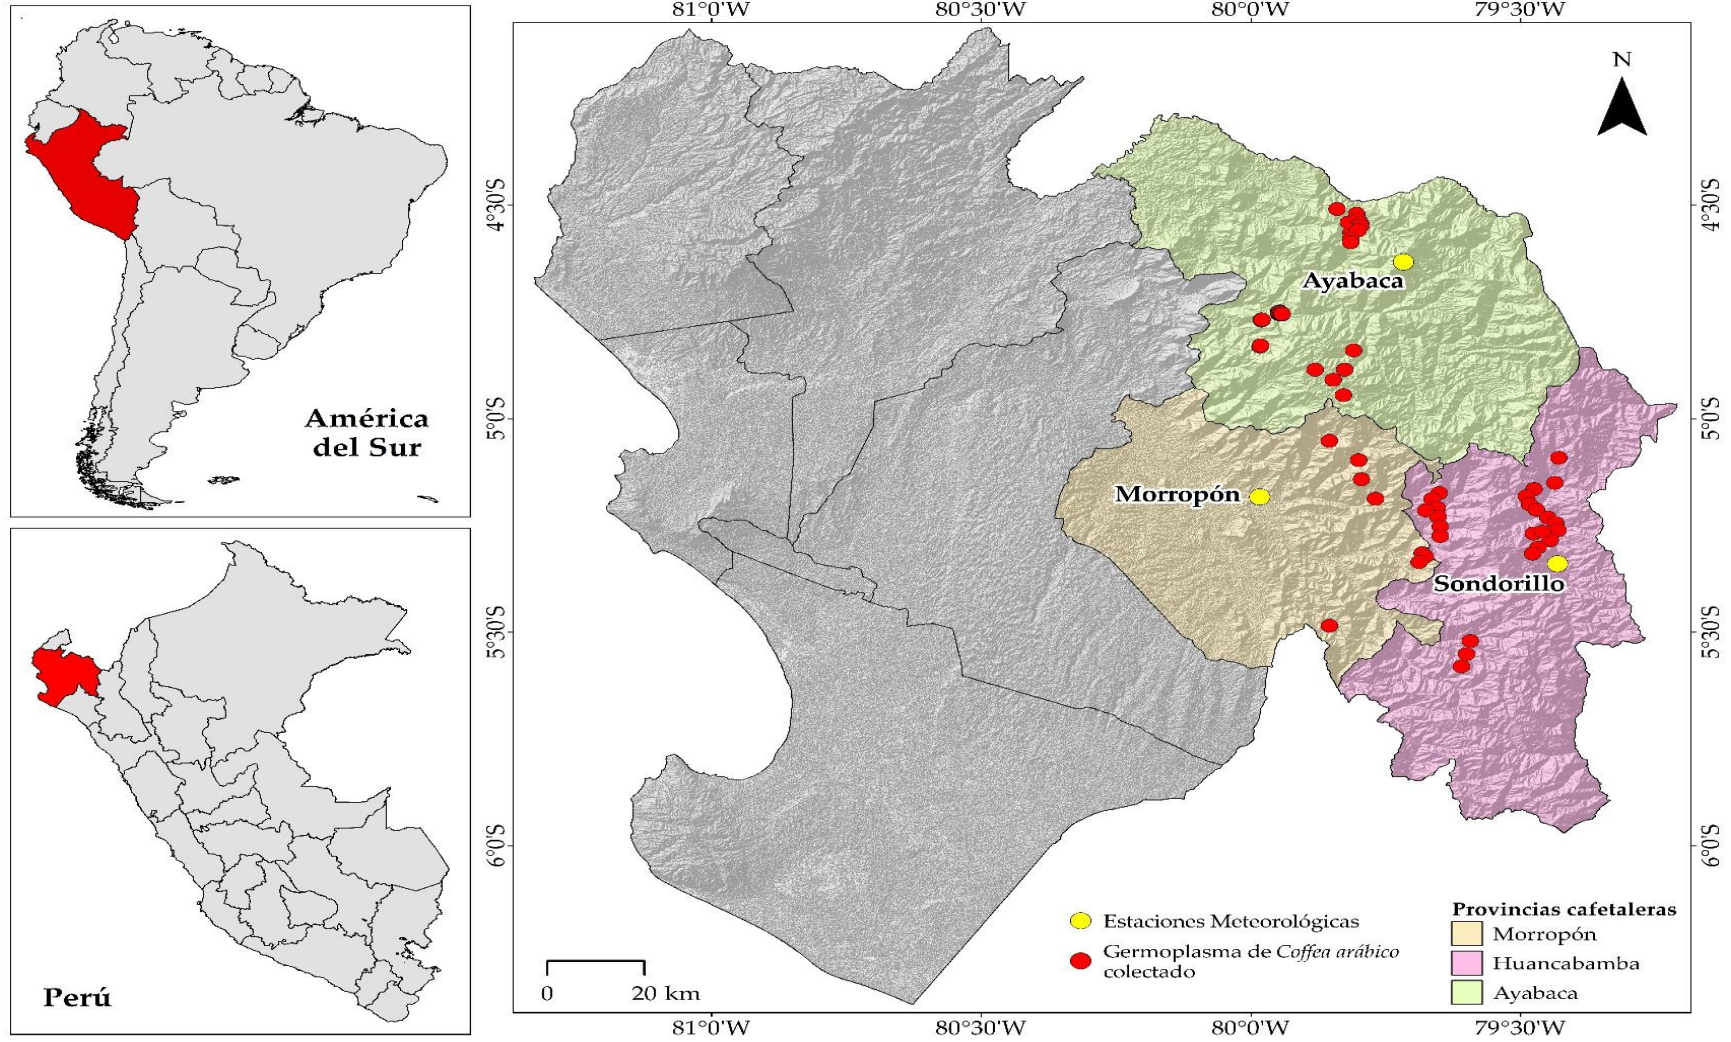 América
del Sur
Perú
81°0'W
80°30'W
80°0'W
79°30'W
N
4°30'S
4°30'S
Ayabaca
5°0'S
5°0'S
Morropón
Sondorillo
5°30'S
5°30'S
6°0'S
6°0'S
Estaciones Meteorológicas
Germoplasma de Coffea arábico
colectado
0
20 km
Provincias cafetaleras
Morropón
Huancabamba
Ayabaca
81°0'W
80°30'W
80°0'W
79°30'W